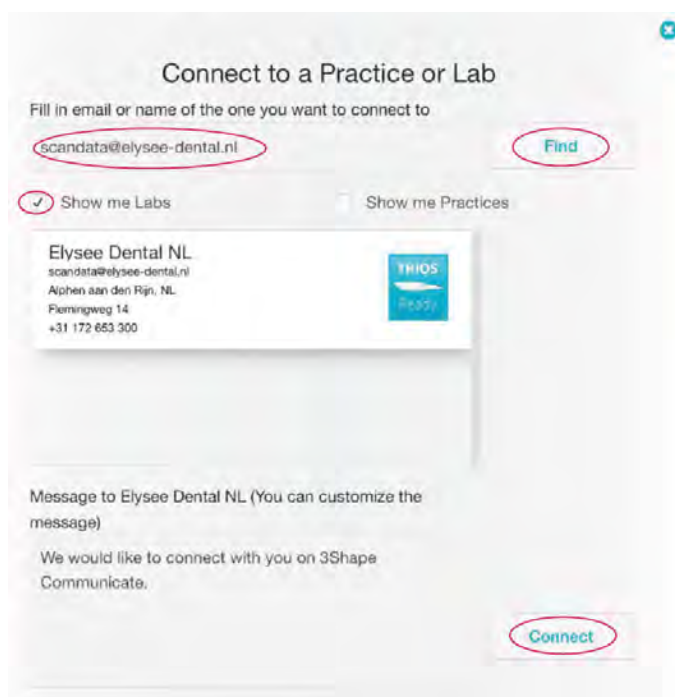 Connect to a Practice or Lab
Fill in email or name of the one you want to connect to
scandata@elysee-dental.nl
Find
Show me Labs
Show me Practices
Elysee Dental NL
scandata@elysee-dental.nl
Alphen aan den Rijn, NL
Flemingweg 14
+31 172 653 300
TRIOS
Ready
Message to Elysee Dental NL (You can customize the
message)
We would like to connect with you on 3Shape
Communicate.
Connect